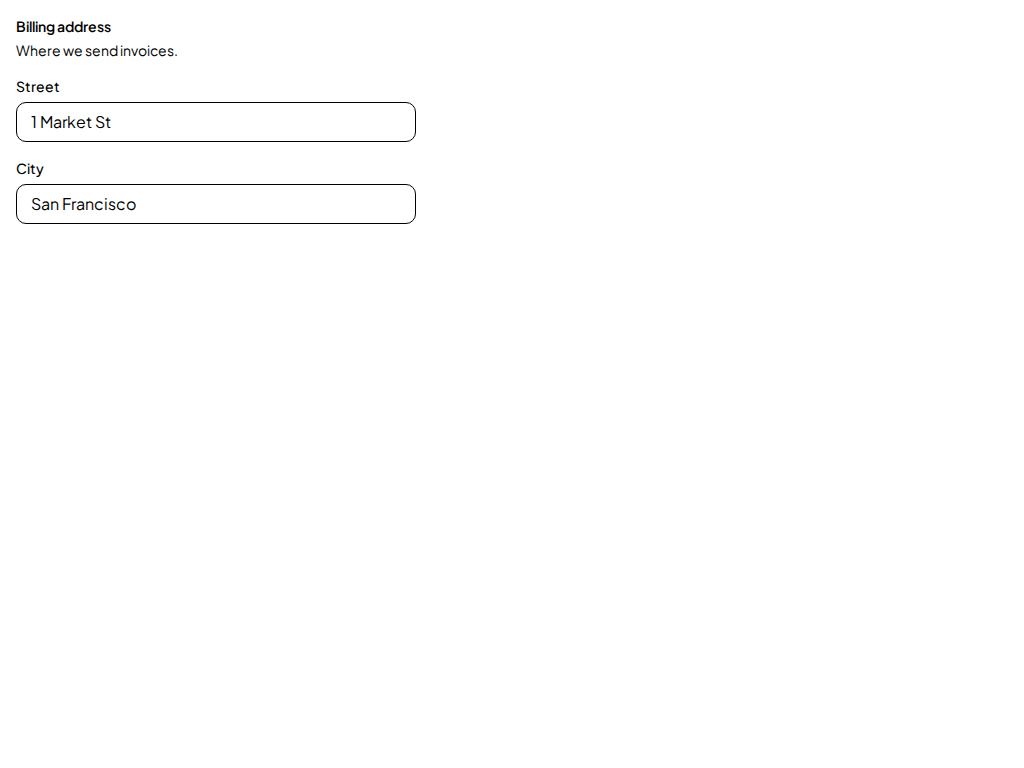 Billing address
Where we send invoices.
Street
1 Market St
City
San Francisco